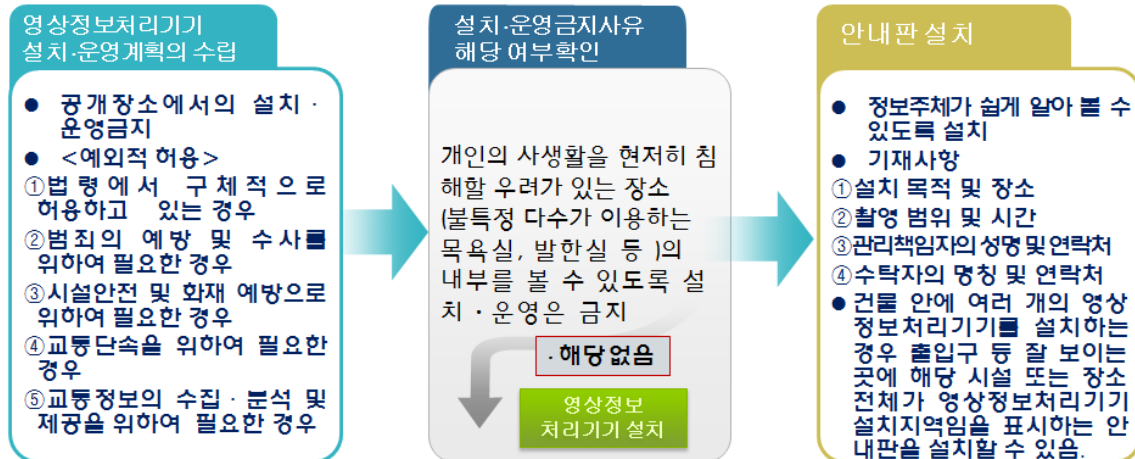 영상정보처리기기
설치·운영계획의 수립
● 공개장소에서의 설치·
운영금지
● <예외적 허용>
①법령에서 구체적으로
허용하고 있는 경우
②범죄의 예방 및 수사를
위하여 필요한 경우
③시설안전 및 화재 예방으로
위하여 필요한 경우
④교통단속을 위하여 필요한
경우
⑤교통정보의 수집·분석 및
제공을 위하여 필요한 경우
설치·운영금지사유
해당 여부확인
개인의 사생활을 현저히 침
해할 우려가 있는 장소
(불특정 다수가 이용하는
목욕실, 발한실 등 )의
내부를 볼 수 있도록 설
치·운영은 금지
·해당없음
영상정보
처리기기 설치
안내판 설치
● 정보주체가 쉽게 알아 볼 수
있도록 설치
● 기재사항
①설치 목적 및 장소
②촬영 범위 및 시간
③관리책임자의 성명 및 연락처
④수탁자의 명칭 및 연락처
●건물 안에 여러 개의 영상
정보처리기기를 설치하는
경우 출입구 등 잘 보이는
곳에 해당 시설 또는 장소
전체가 영상정보처리기기
설치지역임을 표시하는 안
내판을 설치할 수 있음.